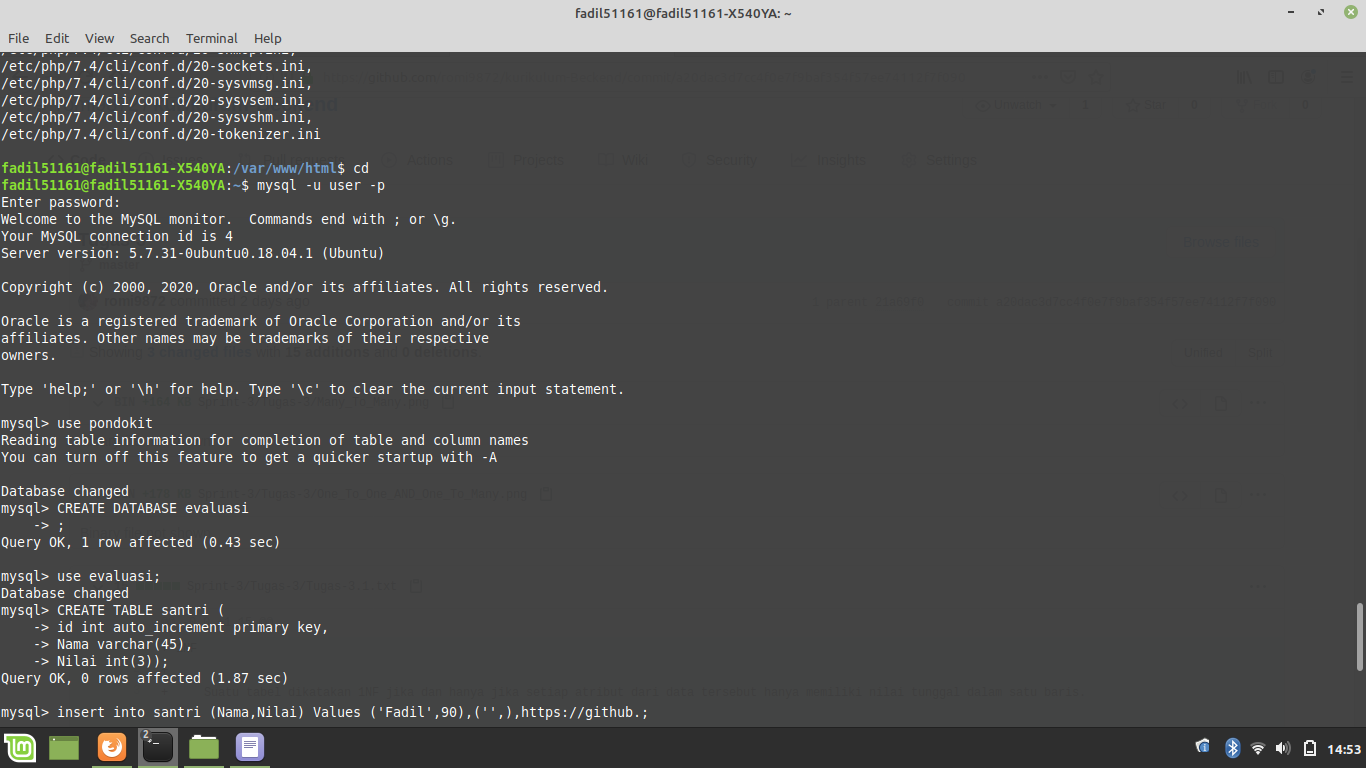 fadil51161@fadil51161-X540YA: ~
File Edit View Search Terminal Help
/etc/php/7.4/cli/conf.d/20-shmop.ini,
/etc/php/7.4/cli/conf.d/20-sockets.ini,
/etc/php/7.4/cli/conf.d/20-sysvmsg.ini,
/etc/php/7.4/cli/conf.d/20-sysvsem.ini,
/etc/php/7.4/cli/conf.d/20-sysvshm.ini,
/etc/php/7.4/cli/conf.d/20-tokenizer.ini
fadil51161@fadil51161-X540YA:/var/www/html$ cd
fadil51161@fadil51161-X540YA:~$ mysql -u user -p
Enter password:
Welcome to the MySQL monitor.  Commands end with ; or \g.
Your MySQL connection id is 4
Server version: 5.7.31-0ubuntu0.18.04.1 (Ubuntu)
Copyright (c) 2000, 2020, Oracle and/or its affiliates. All rights reserved.
Oracle is a registered trademark of Oracle Corporation and/or its
affiliates. Other names may be trademarks of their respective
owners.
Type 'help;' or '\h' for help. Type '\c' to clear the current input statement.
mysql> use pondokit
Reading table information for completion of table and column names
You can turn off this feature to get a quicker startup with -A
Database changed
mysql> CREATE DATABASE evaluasi
    -> ;
Query OK, 1 row affected (0.43 sec)
mysql> use evaluasi;
Database changed
mysql> CREATE TABLE santri (
    -> id int auto_increment primary key,
    -> Nama varchar(45),
    -> Nilai int(3));
Query OK, 0 rows affected (1.87 sec)
mysql> insert into santri (Nama,Nilai) Values ('Fadil',90),('',),https://github.;
2
14:53